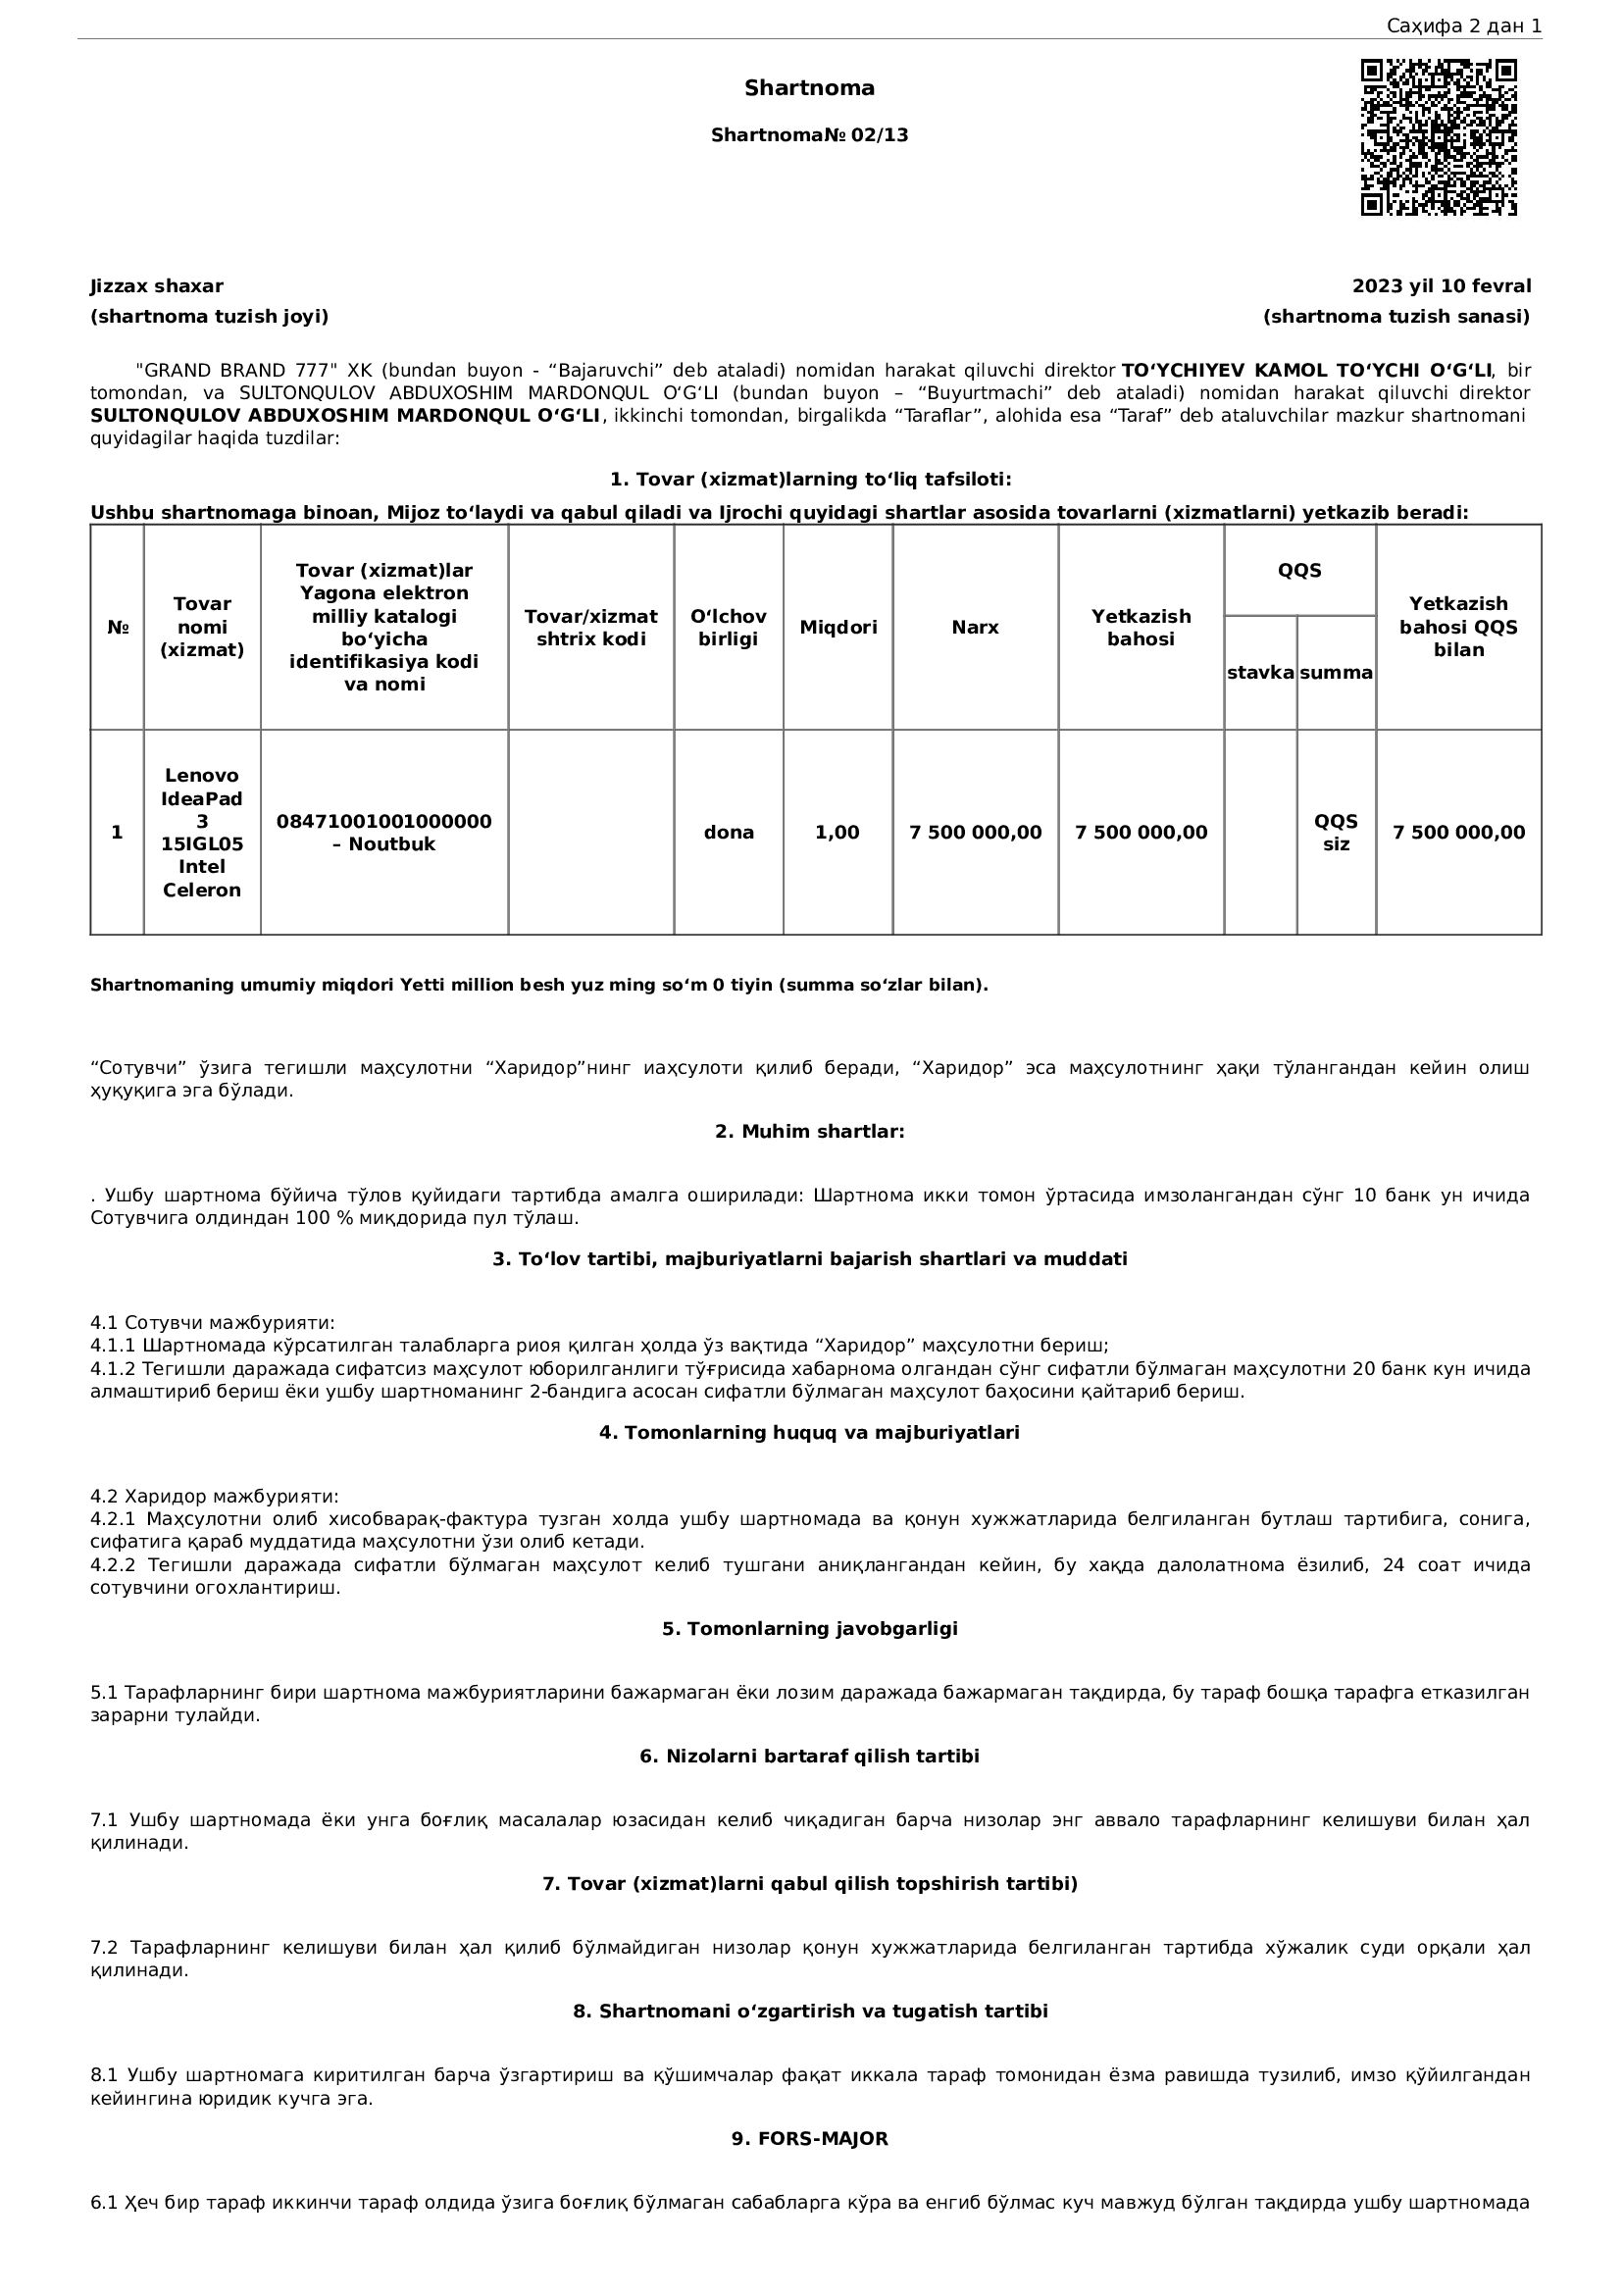 Саҳифа 2 дан 1
Shartnoma
Shartnoma№ 02/13
Jizzax shaxar 2023 yil 10 fevral
(shartnoma tuzish joyi) (shartnoma tuzish sanasi)
"GRAND BRAND 777" XK (bundan buyon - “Bajaruvchi” deb ataladi) nomidan harakat qiluvchi direktor TO‘YCHIYEV KAMOL TO‘YCHI O‘G‘LI, bir
tomondan, va SULTONQULOV ABDUXOSHIM MARDONQUL O‘G‘LI (bundan buyon – “Buyurtmachi” deb ataladi) nomidan harakat qiluvchi direktor
SULTONQULOV ABDUXOSHIM MARDONQUL O‘G‘LI, ikkinchi tomondan, birgalikda “Taraflar”, alohida esa “Taraf” deb ataluvchilar mazkur shartnomani
quyidagilar haqida tuzdilar:
1. Tovar (xizmat)larning to‘liq tafsiloti:
Ushbu shartnomaga binoan, Mijoz to‘laydi va qabul qiladi va Ijrochi quyidagi shartlar asosida tovarlarni (xizmatlarni) yetkazib beradi:
№
Tovar
nomi
(xizmat)
Tovar (xizmat)lar
Yagona elektron
milliy katalogi
bo‘yicha
identifikasiya kodi
va nomi
Tovar/xizmat
shtrix kodi
O‘lchov
birligi
Miqdori
Narx
Yetkazish
bahosi
QQS
stavka
summa
Yetkazish
bahosi QQS
bilan
1
Lenovo
IdeaPad
3
15IGL05
Intel
Celeron
08471001001000000
– Noutbuk
dona
1,00
7 500 000,00
7 500 000,00
QQS
siz
7 500 000,00
Shartnomaning umumiy miqdori Yetti million besh yuz ming so‘m 0 tiyin (summa so‘zlar bilan).
“Сотувчи” ўзига тегишли маҳсулотни “Харидор”нинг иаҳсулоти қилиб беради, “Харидор” эса маҳсулотнинг ҳақи тўлангандан кейин олиш
ҳуқуқига эга бўлади.
2. Muhim shartlar:
. Ушбу шартнома бўйича тўлов қуйидаги тартибда амалга оширилади: Шартнома икки томон ўртасида имзолангандан сўнг 10 банк ун ичида
Сотувчига олдиндан 100 % миқдорида пул тўлаш.
3. To‘lov tartibi, majburiyatlarni bajarish shartlari va muddati
4.1 Сотувчи мажбурияти:
4.1.1 Шартномада кўрсатилган талабларга риоя қилган ҳолда ўз вақтида “Харидор” маҳсулотни бериш;
4.1.2 Тегишли даражада сифатсиз маҳсулот юборилганлиги тўғрисида хабарнома олгандан сўнг сифатли бўлмаган маҳсулотни 20 банк кун ичида
алмаштириб бериш ёки ушбу шартноманинг 2-бандига асосан сифатли бўлмаган маҳсулот баҳосини қайтариб бериш.
4. Tomonlarning huquq va majburiyatlari
4.2 Харидор мажбурияти:
4.2.1 Маҳсулотни олиб хисобварақ-фактура тузган холда ушбу шартномада ва қонун хужжатларида белгиланган бутлаш тартибига, сонига,
сифатига қараб муддатида маҳсулотни ўзи олиб кетади.
4.2.2 Тегишли даражада сифатли бўлмаган маҳсулот келиб тушгани аниқлангандан кейин, бу хақда далолатнома ёзилиб, 24 соат ичида
сотувчини огохлантириш.
5. Tomonlarning javobgarligi
5.1 Тарафларнинг бири шартнома мажбуриятларини бажармаган ёки лозим даражада бажармаган тақдирда, бу тараф бошқа тарафга етказилган
зарарни тулайди.
6. Nizolarni bartaraf qilish tartibi
7.1 Ушбу шартномада ёки унга боғлиқ масалалар юзасидан келиб чиқадиган барча низолар энг аввало тарафларнинг келишуви билан ҳал
қилинади.
7. Tovar (xizmat)larni qabul qilish topshirish tartibi)
7.2 Тарафларнинг келишуви билан ҳал қилиб бўлмайдиган низолар қонун хужжатларида белгиланган тартибда хўжалик суди орқали ҳал
қилинади.
8. Shartnomani o‘zgartirish va tugatish tartibi
8.1 Ушбу шартномага киритилган барча ўзгартириш ва қўшимчалар фақат иккала тараф томонидан ёзма равишда тузилиб, имзо қўйилгандан
кейингина юридик кучга эга.
9. FORS-MAJOR
6.1 Ҳеч бир тараф иккинчи тараф олдида ўзига боғлиқ бўлмаган сабабларга кўра ва енгиб бўлмас куч мавжуд бўлган тақдирда ушбу шартномада